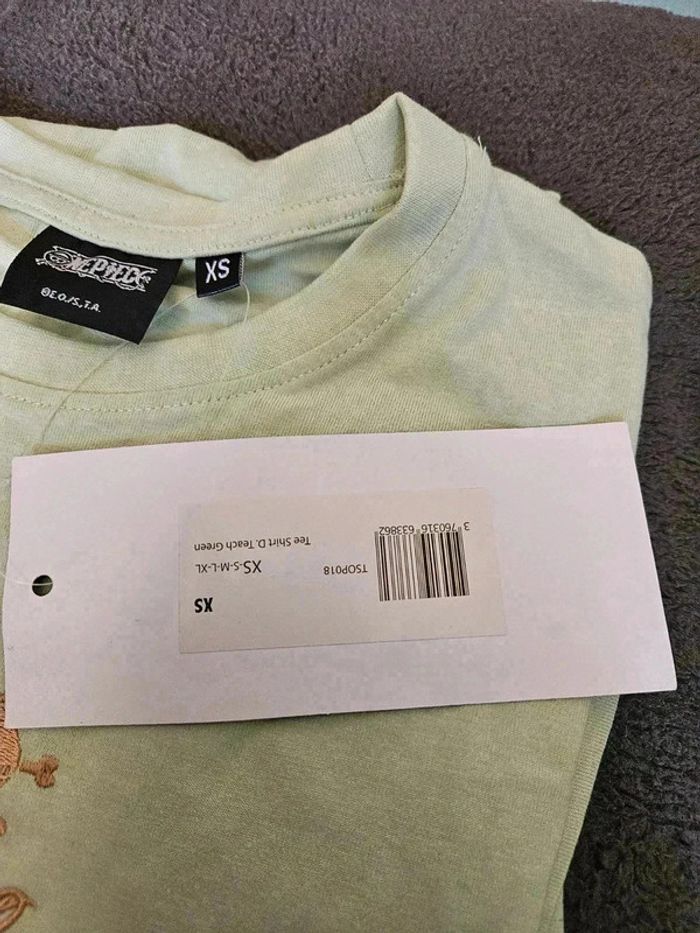 ONE PIECE
©E.O./S.,T.A.
XS
XS
XS-S-M-L-XL
Tee Shirt D. Teach Green
TSOP018
3 760316 633862